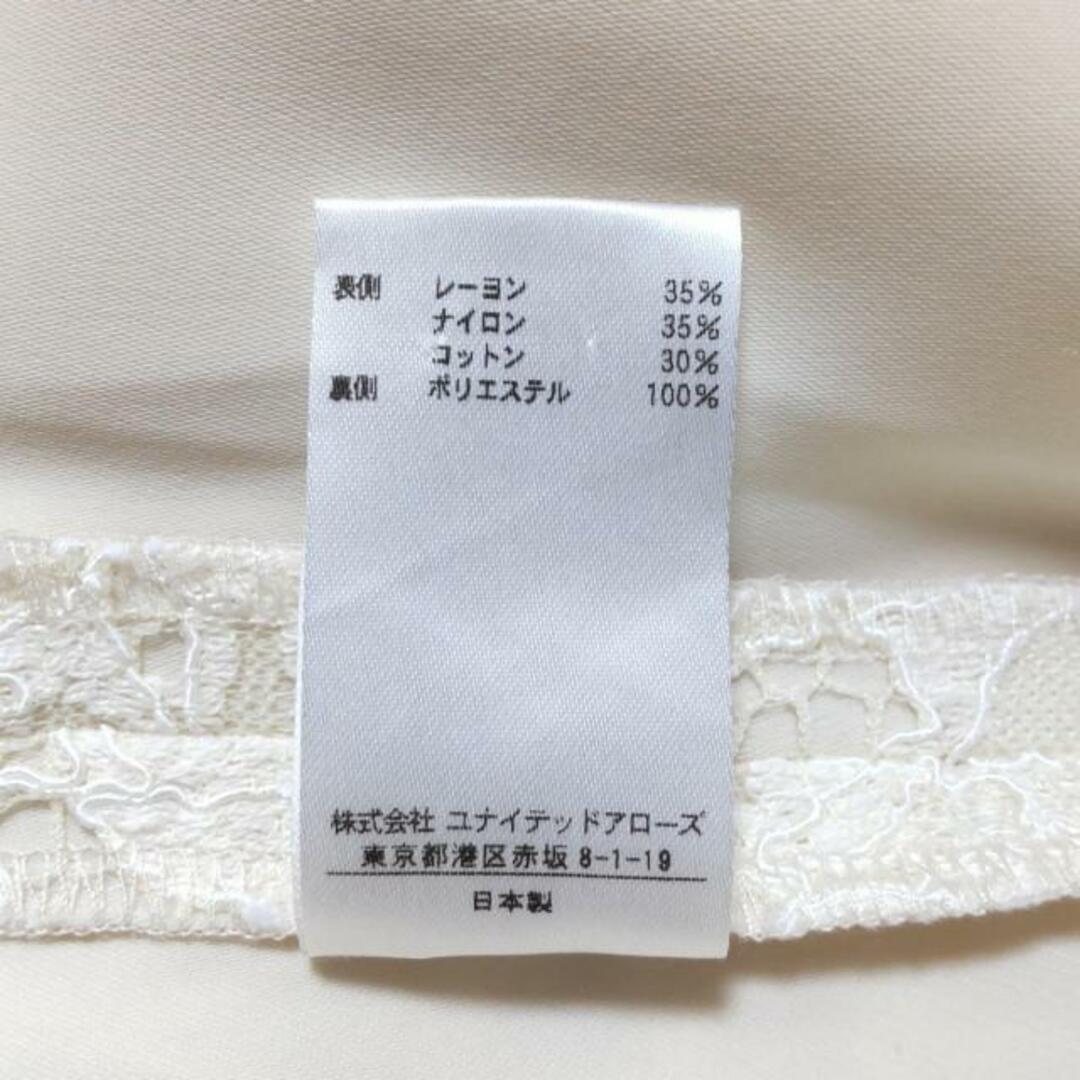 表側 レーヨン 35%
ナイロン 35%
コットン 30%
裏側 ポリエステル 100%
株式会社 ユナイテッドアローズ
東京都港区赤坂 8-1-19
日本製